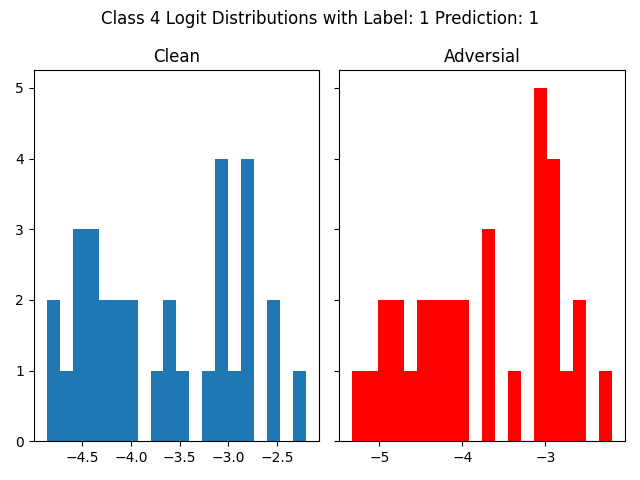 Class 4 Logit Distributions with Label: 1 Prediction: 1
Clean
Adversial
5
4
3
2
1
0
−4.5 −4.0 −3.5 −3.0 −2.5
−5 −4 −3